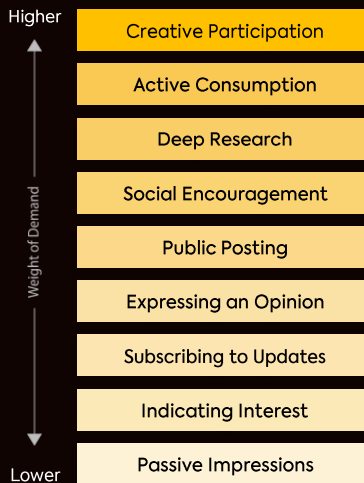 Higher
Creative Participation
Active Consumption
Deep Research
Social Encouragement
Public Posting
Weight of Demand
Expressing an Opinion
Subscribing to Updates
Indicating Interest
Passive Impressions
Lower